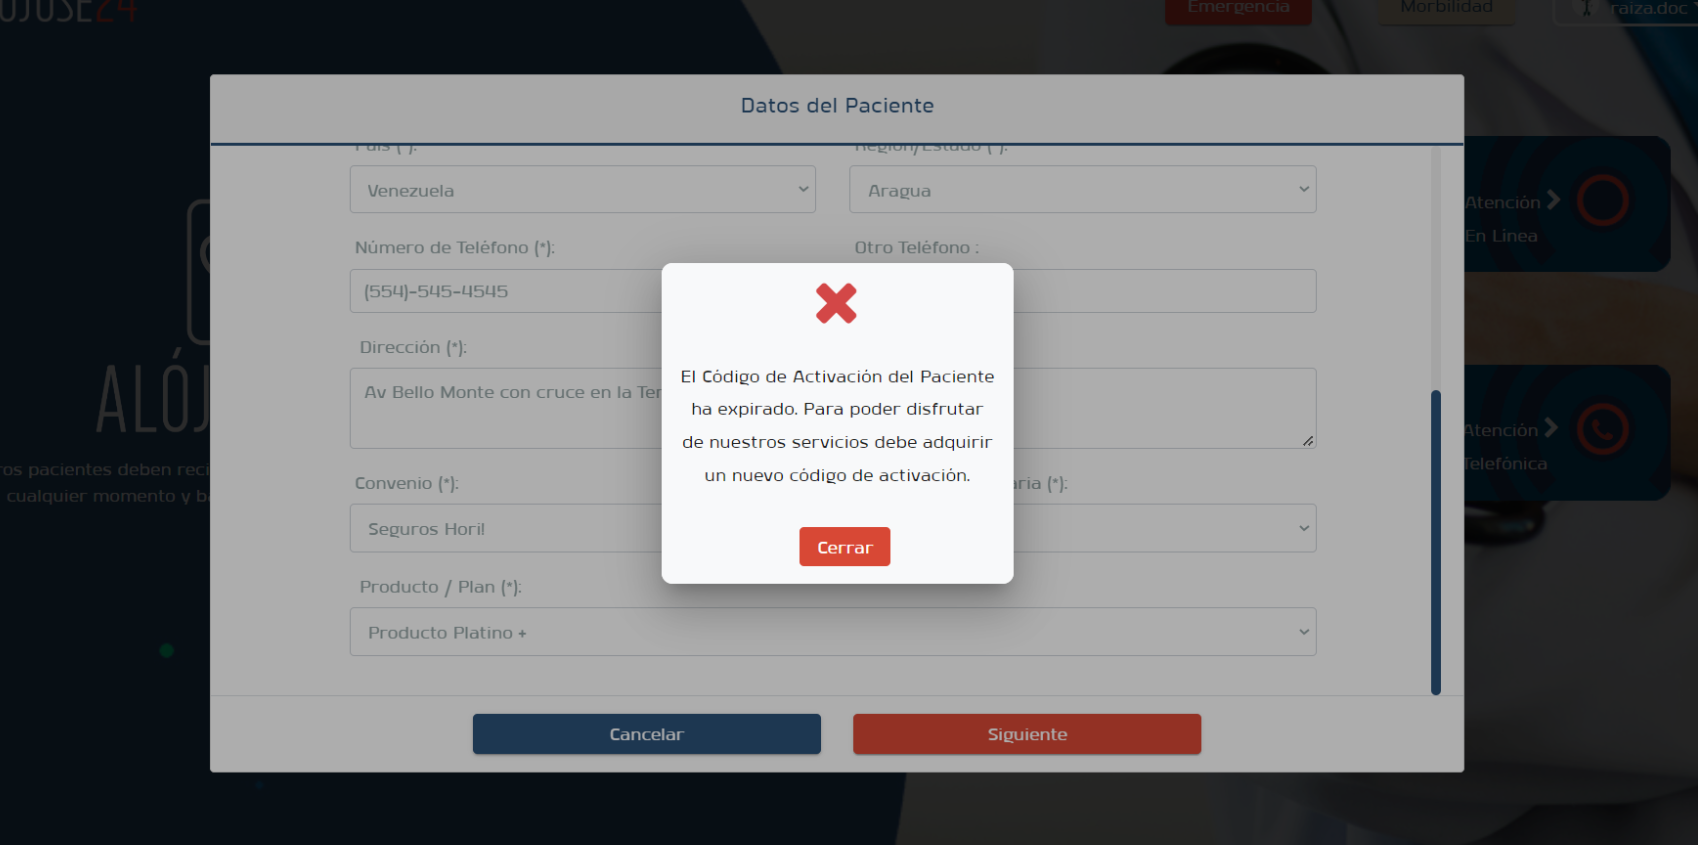 Emergencia
Morbilidad
raiza.doc
Datos del Paciente
País (*):
Región/Estado (*):
Venezuela
Aragua
Número de Teléfono (*):
Otro Teléfono :
(554)-545-4545
Dirección (*):
Av Bello Monte con cruce en la Ter
Convenio (*):
aria (*):
Seguros Hori!
Producto / Plan (*):
Producto Platino +
Cancelar
Siguiente
El Código de Activación del Paciente
ha expirado. Para poder disfrutar
de nuestros servicios debe adquirir
un nuevo código de activación.
Cerrar
ALÓJ
ros pacientes deben reci
cualquier momento y b
Atención
En Linea
Atención
Telefónica